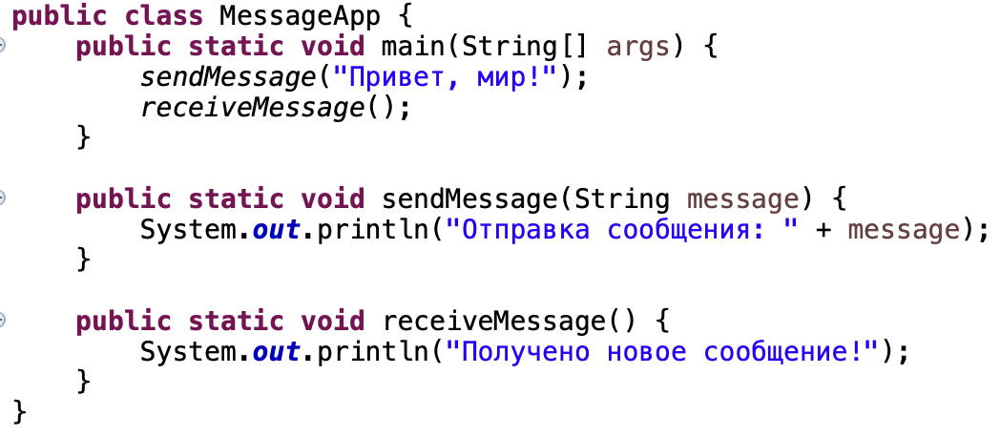 public class MessageApp {
public static void main(String[] args) {
sendMessage("Привет, мир!");
receiveMessage();
}
public static void sendMessage(String message) {
System.out.println("Отправка сообщения: " + message);
}
public static void receiveMessage() {
System.out.println("Получено новое сообщение!");
}
}